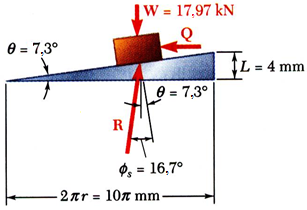 W = 17,97 kN
Q
θ = 7,3°
L = 4 mm
θ = 7,3°
R
ϕs = 16,7°
2πr = 10π mm